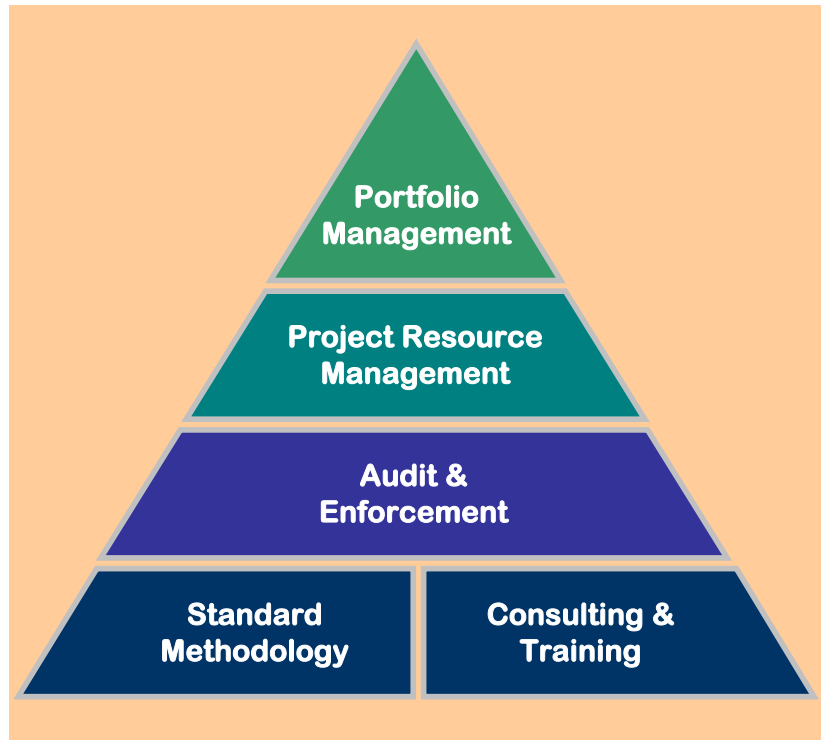 Portfolio
Management
Project Resource
Management
Audit &
Enforcement
Standard
Methodology
Consulting &
Training